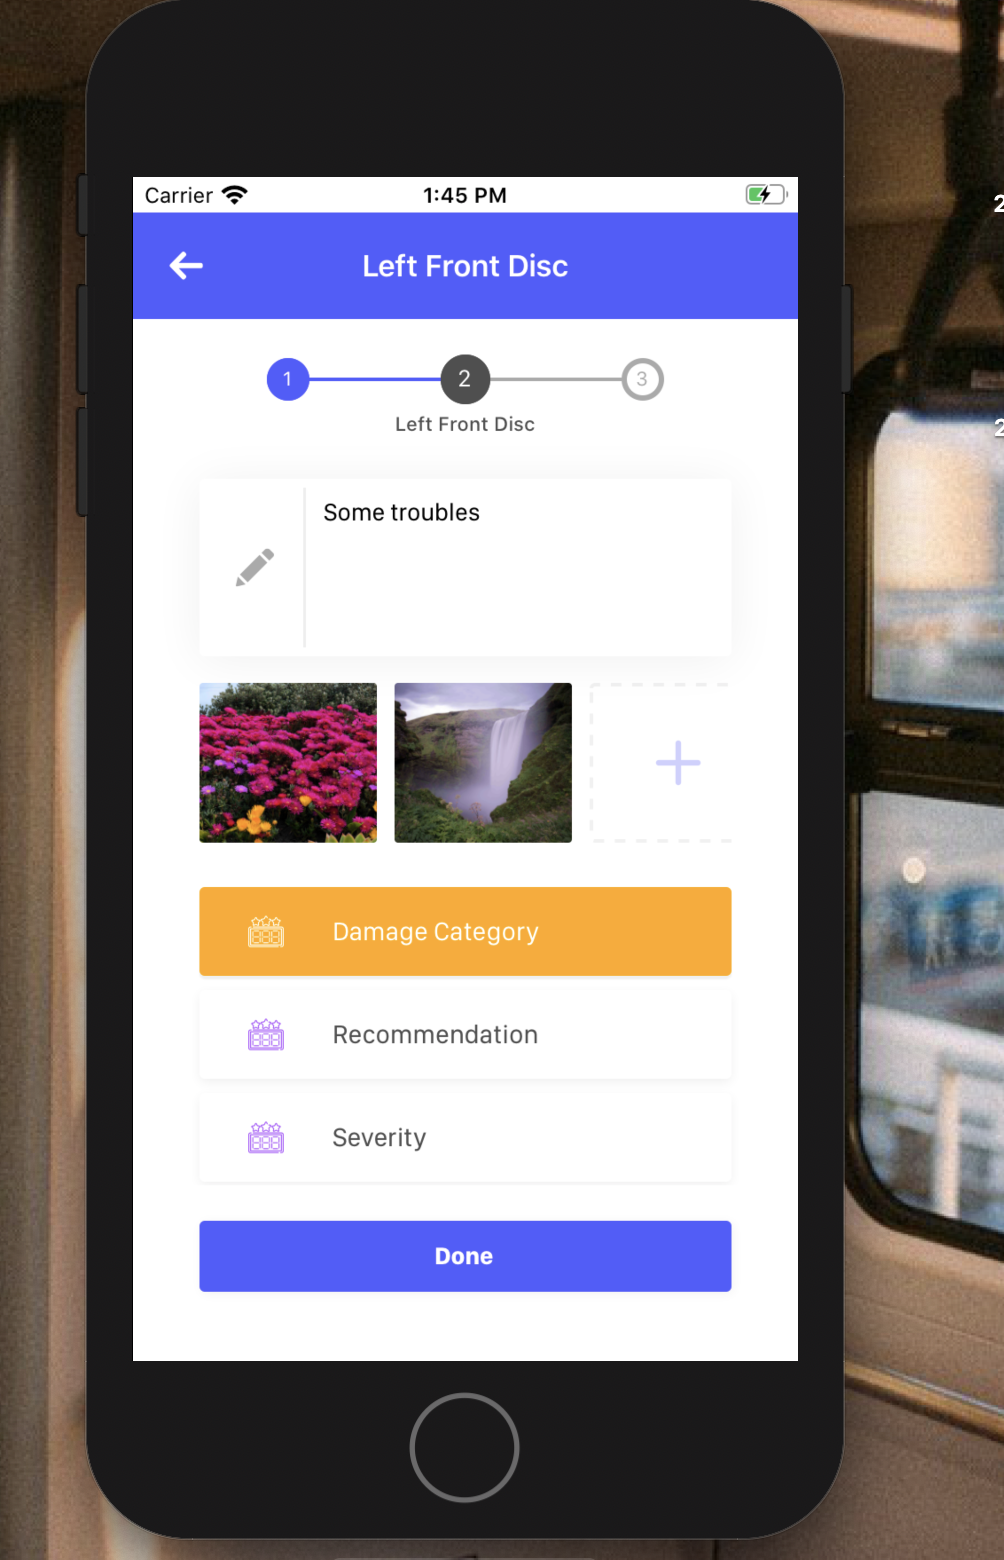 Carrier
1:45 PM
Left Front Disc
1
2
3
Left Front Disc
Some troubles
Damage Category
Recommendation
Severity
Done
2
2